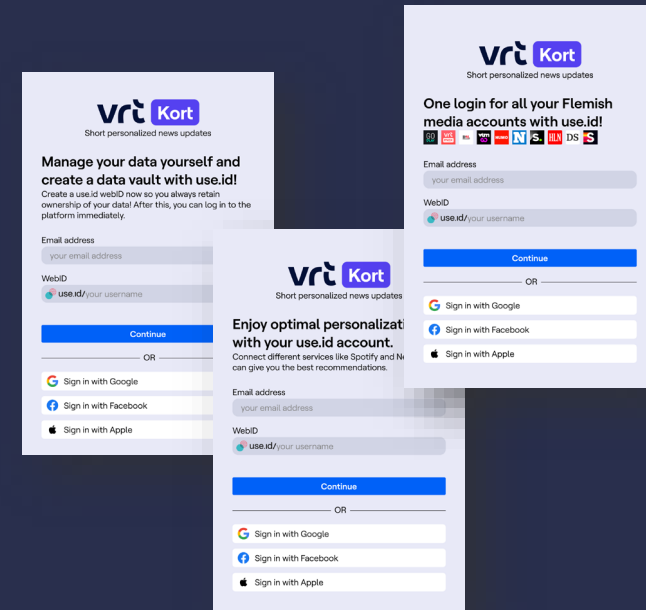 vrt Kort
Short personalized news updates
Manage your data yourself and
create a data vault with use.id!
Create a use.id webID now so you always retain
ownership of your data! After this, you can log in to the
platform immediately.
Email address
your email address
WebID
use.id/your username
Continue
OR
Sign in with Google
Sign in with Facebook
Sign in with Apple
vrt Kort
Short personalized news updates
Enjoy optimal
with your use.id account.
Connect different services like Spotify and
can give you the best recommendations.
Email address
your email address
WebID
use.id/your username
Continue
OR
Sign in with Google
Sign in with Facebook
Sign in with Apple
vrt Kort
Short personalized news updates
One login for all your Flemish
media accounts with use.id!
N S. HLN DS S
Email address
your email address
WebID
use.id/your username
Continue
OR
Sign in with Google
Sign in with Facebook
Sign in with Apple